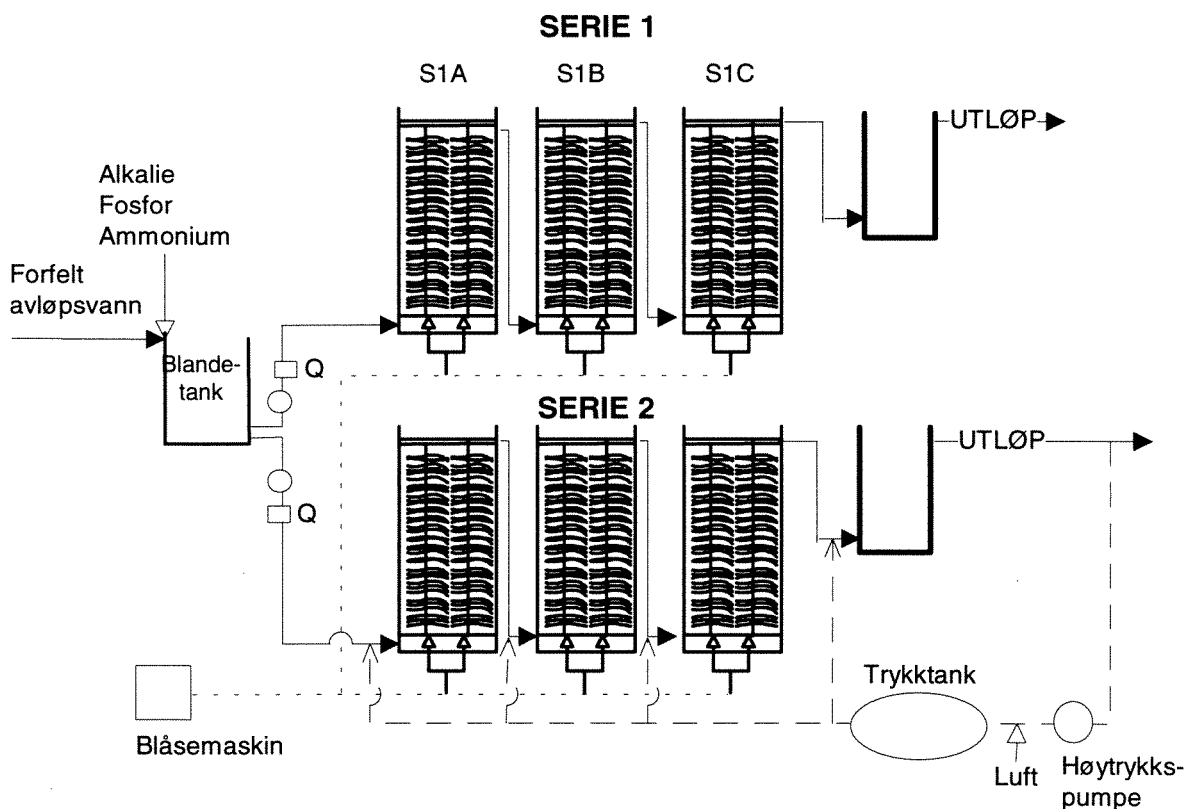 SERIE 1
S1A
S1B
S1C
UTLØP
Alkalie
Fosfor
Ammonium
Forfelt
avløpsvann
Blande-
tank
Q
SERIE 2
UTLØP
Q
Trykktank
Blåsemaskin
Luft
Høytrykks-
pumpe